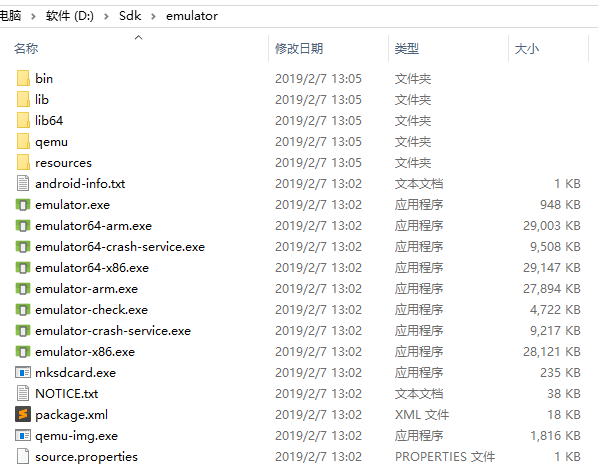 电脑 › 软件 (D:) › Sdk › emulator
名称 修改日期 类型 大小
bin 2019/2/7 13:05 文件夹
lib 2019/2/7 13:05 文件夹
lib64 2019/2/7 13:05 文件夹
qemu 2019/2/7 13:05 文件夹
resources 2019/2/7 13:05 文件夹
android-info.txt 2019/2/7 13:02 文本文档 1 KB
emulator.exe 2019/2/7 13:02 应用程序 948 KB
emulator64-arm.exe 2019/2/7 13:02 应用程序 29,003 KB
emulator64-crash-service.exe 2019/2/7 13:02 应用程序 9,508 KB
emulator64-x86.exe 2019/2/7 13:02 应用程序 29,147 KB
emulator-arm.exe 2019/2/7 13:02 应用程序 27,894 KB
emulator-check.exe 2019/2/7 13:02 应用程序 4,722 KB
emulator-crash-service.exe 2019/2/7 13:02 应用程序 9,217 KB
emulator-x86.exe 2019/2/7 13:02 应用程序 28,121 KB
mksdcard.exe 2019/2/7 13:02 应用程序 235 KB
NOTICE.txt 2019/2/7 13:02 文本文档 38 KB
package.xml 2019/2/7 13:02 XML 文件 18 KB
qemu-img.exe 2019/2/7 13:02 应用程序 1,816 KB
source.properties 2019/2/7 13:02 PROPERTIES 文件 1 KB